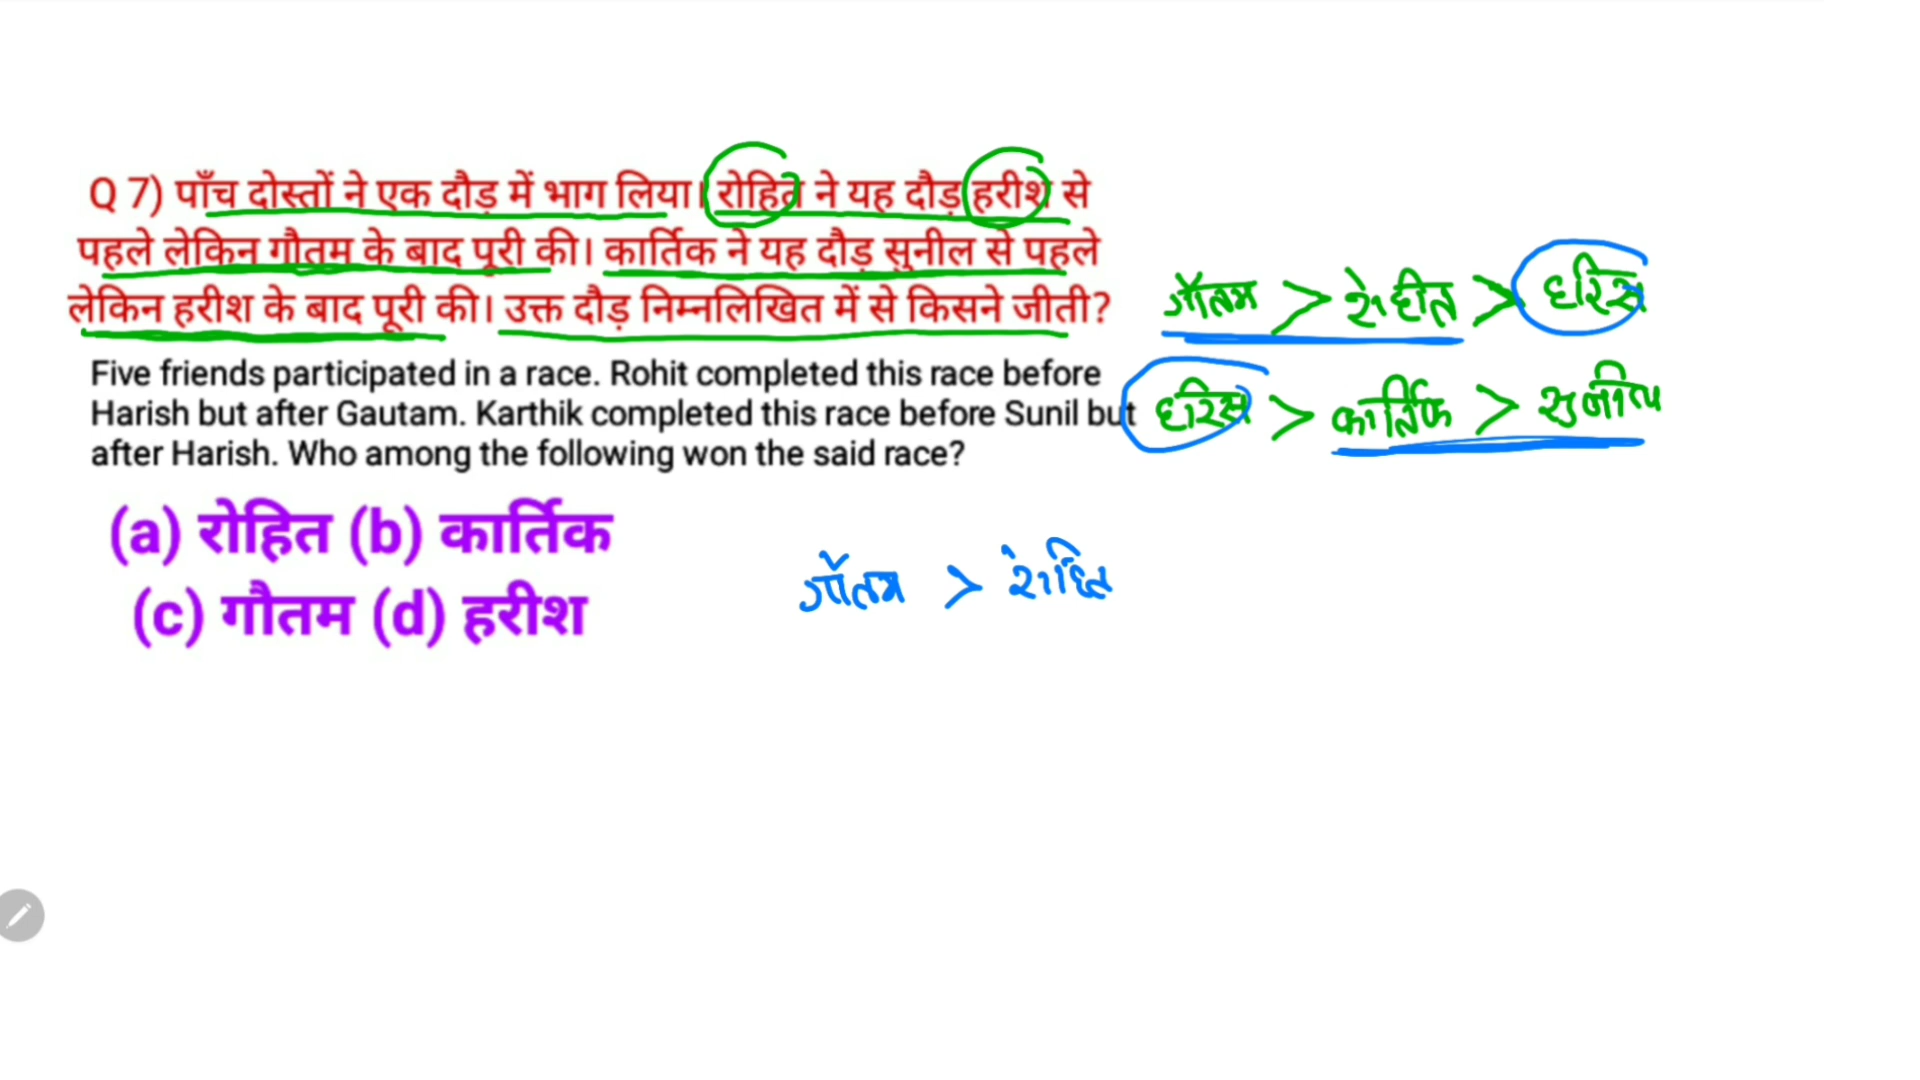 Q 7) पाँच दोस्तों ने एक दौड़ में भाग लिया। रोहित ने यह दौड़ हरीश से
पहले लेकिन गौतम के बाद पूरी की। कार्तिक ने यह दौड़ सुनील से पहले
लेकिन हरीश के बाद पूरी की। उक्त दौड़ निम्नलिखित में से किसने जीती?
Five friends participated in a race. Rohit completed this race before
Harish but after Gautam. Karthik completed this race before Sunil but
after Harish. Who among the following won the said race?
(a) रोहित (b) कार्तिक
(c) गौतम (d) हरीश
गौतम > रोहीत > हरिस
हरिस > कार्तिक >
गौतम > रोहित